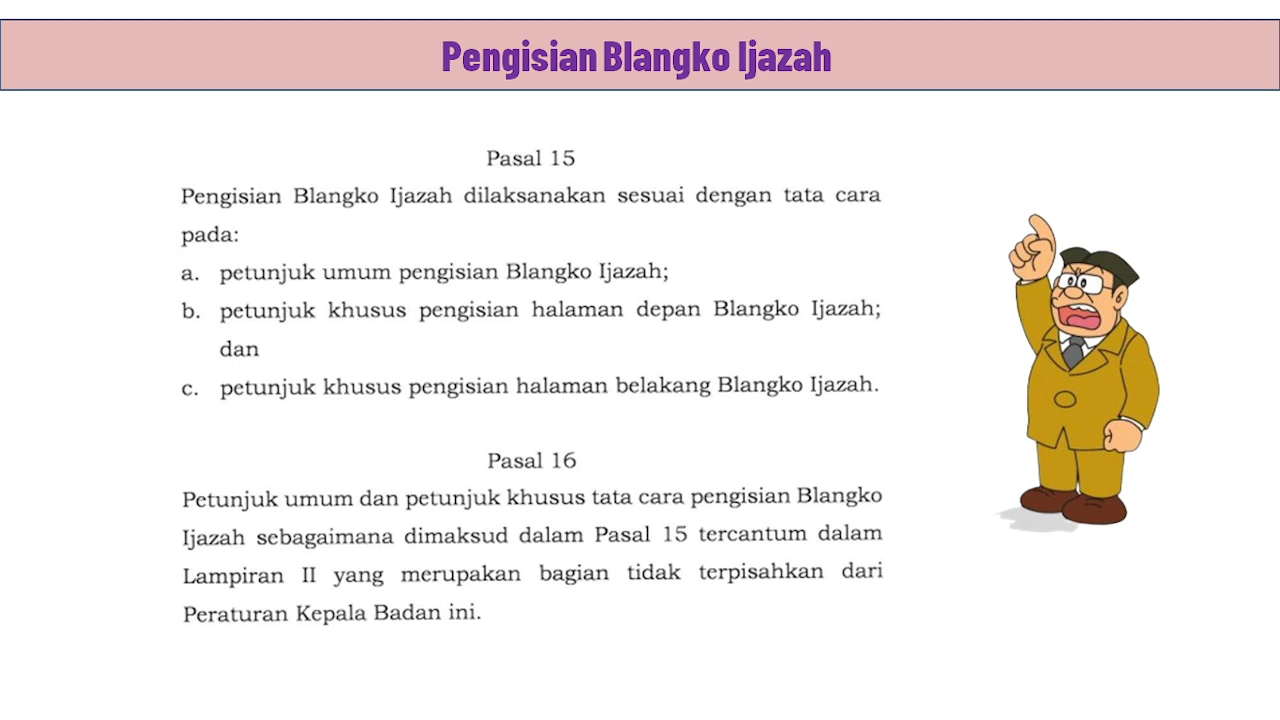 Pengisian Blangko Ijazah
Pasal 15
Pengisian Blangko Ijazah dilaksanakan sesuai dengan tata cara
pada:
a. petunjuk umum pengisian Blangko Ijazah;
b. petunjuk khusus pengisian halaman depan Blangko Ijazah;
dan
c. petunjuk khusus pengisian halaman belakang Blangko Ijazah.
Pasal 16
Petunjuk umum dan petunjuk khusus tata cara pengisian Blangko
Ijazah sebagaimana dimaksud dalam Pasal 15 tercantum dalam
Lampiran II yang merupakan bagian tidak terpisahkan dari
Peraturan Kepala Badan ini.